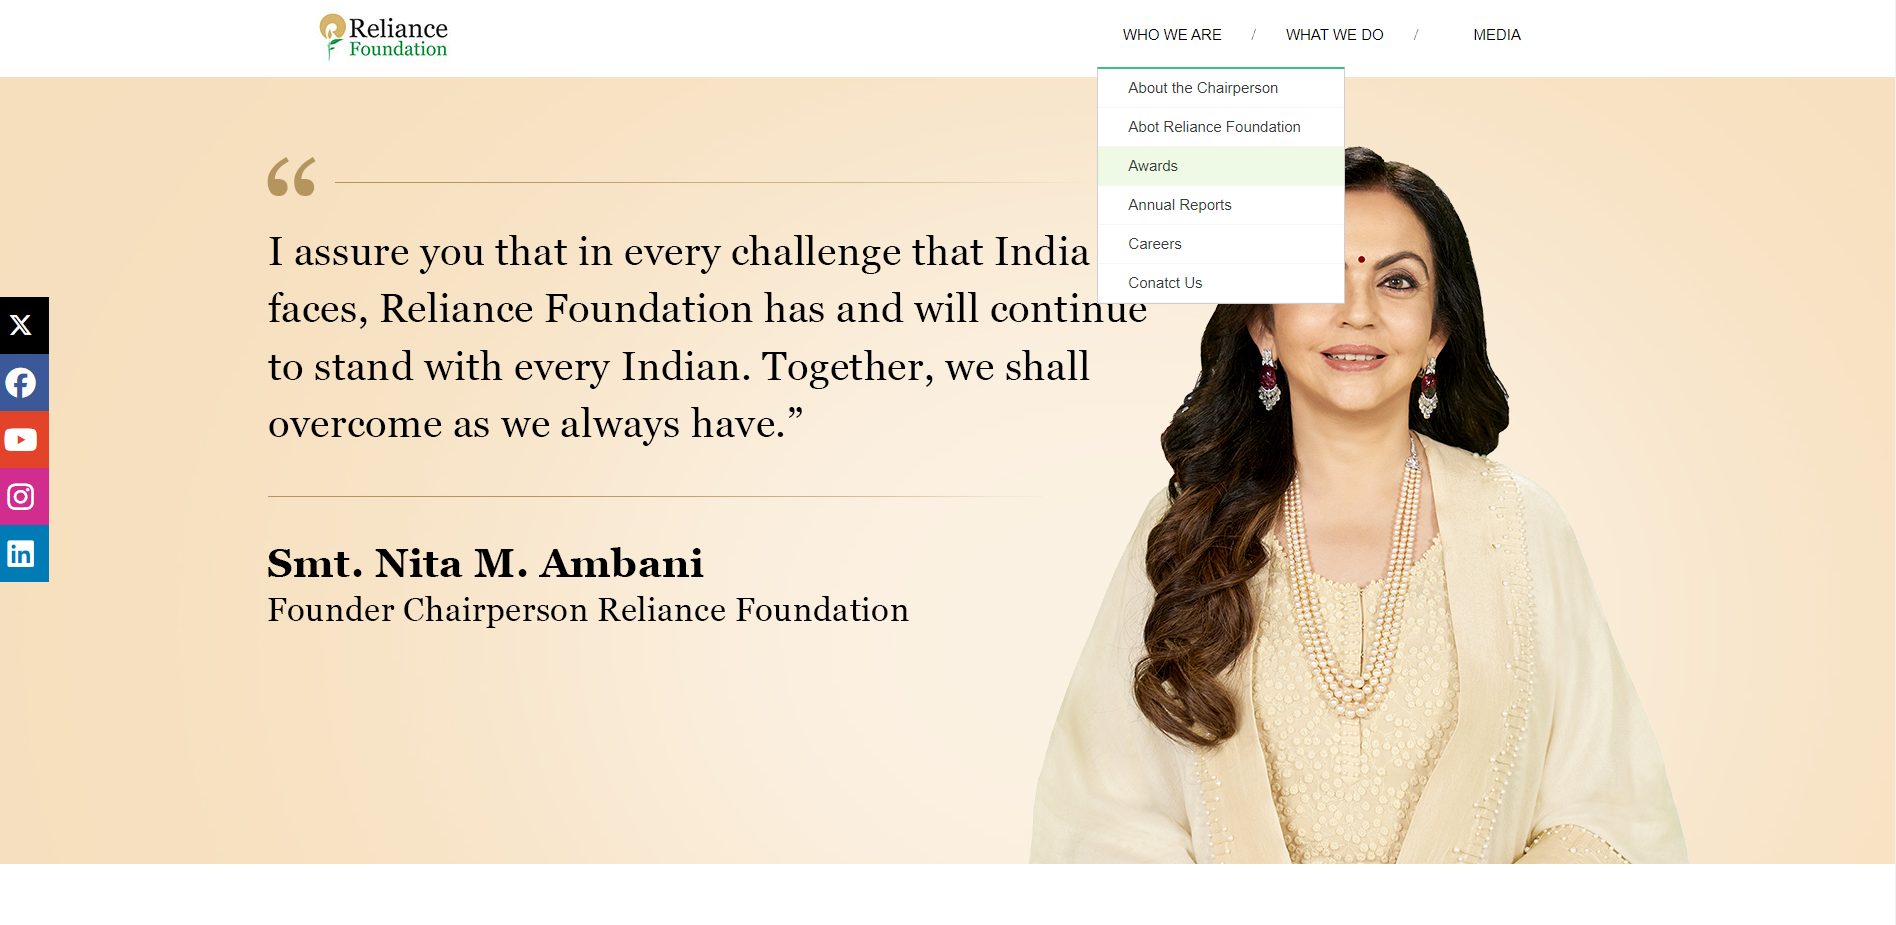 Reliance
Foundation
WHO WE ARE / WHAT WE DO / MEDIA
About the Chairperson
Abot Reliance Foundation
Awards
Annual Reports
Careers
Conatct Us
“
I assure you that in every challenge that India
faces, Reliance Foundation has and will continue
to stand with every Indian. Together, we shall
overcome as we always have.”
Smt. Nita M. Ambani
Founder Chairperson Reliance Foundation